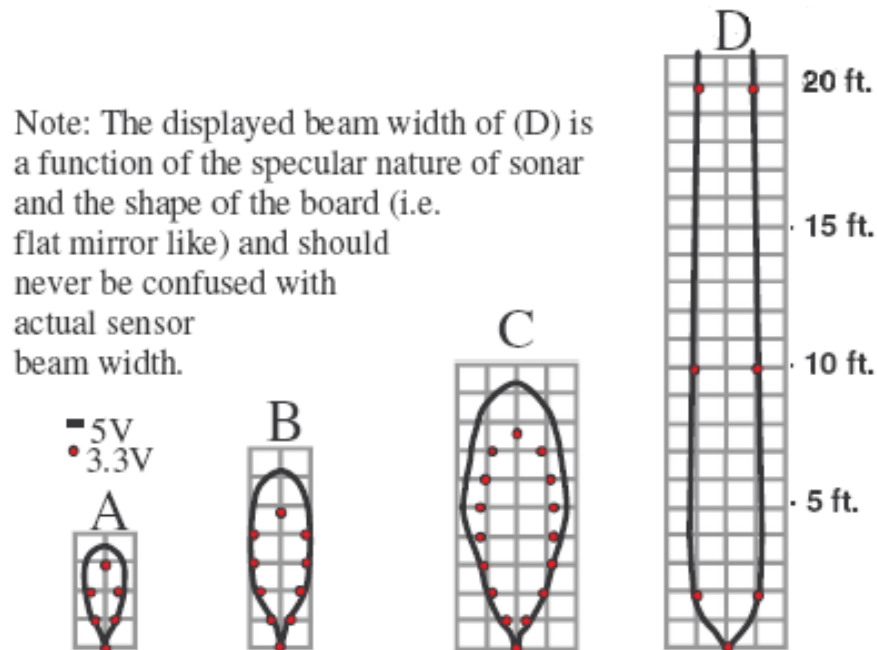 D
20 ft.
Note: The displayed beam width of (D) is
a function of the specular nature of sonar
and the shape of the board (i.e.
flat mirror like) and should
never be confused with
actual sensor
beam width.
15 ft.
C
10 ft.
5V
3.3V
B
A
5 ft.